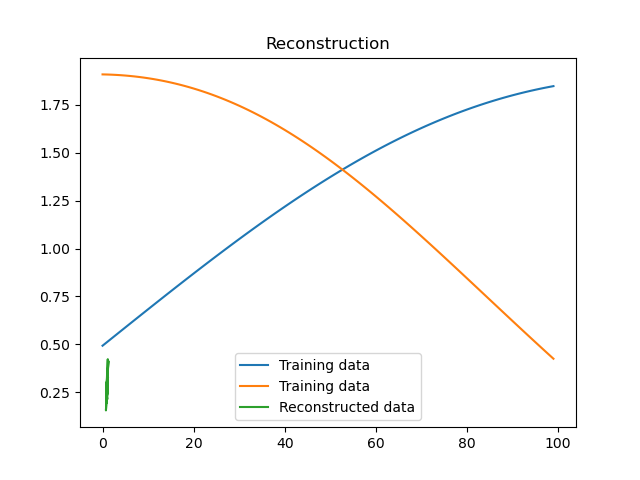 Reconstruction
1.75
1.50
1.25
1.00
0.75
0.50
0.25
Training data
Training data
Reconstructed data
0 20 40 60 80 100